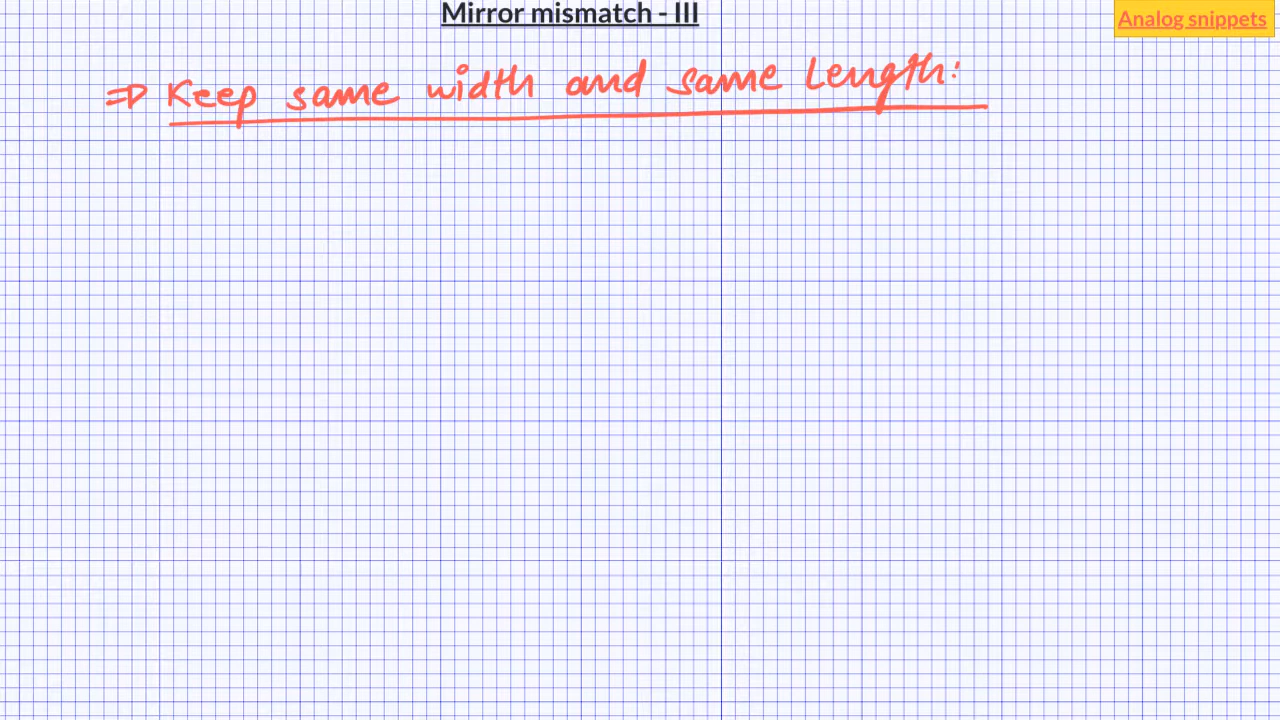 Mirror mismatch - III
Analog snippets
⇒ Keep same width and same Length: